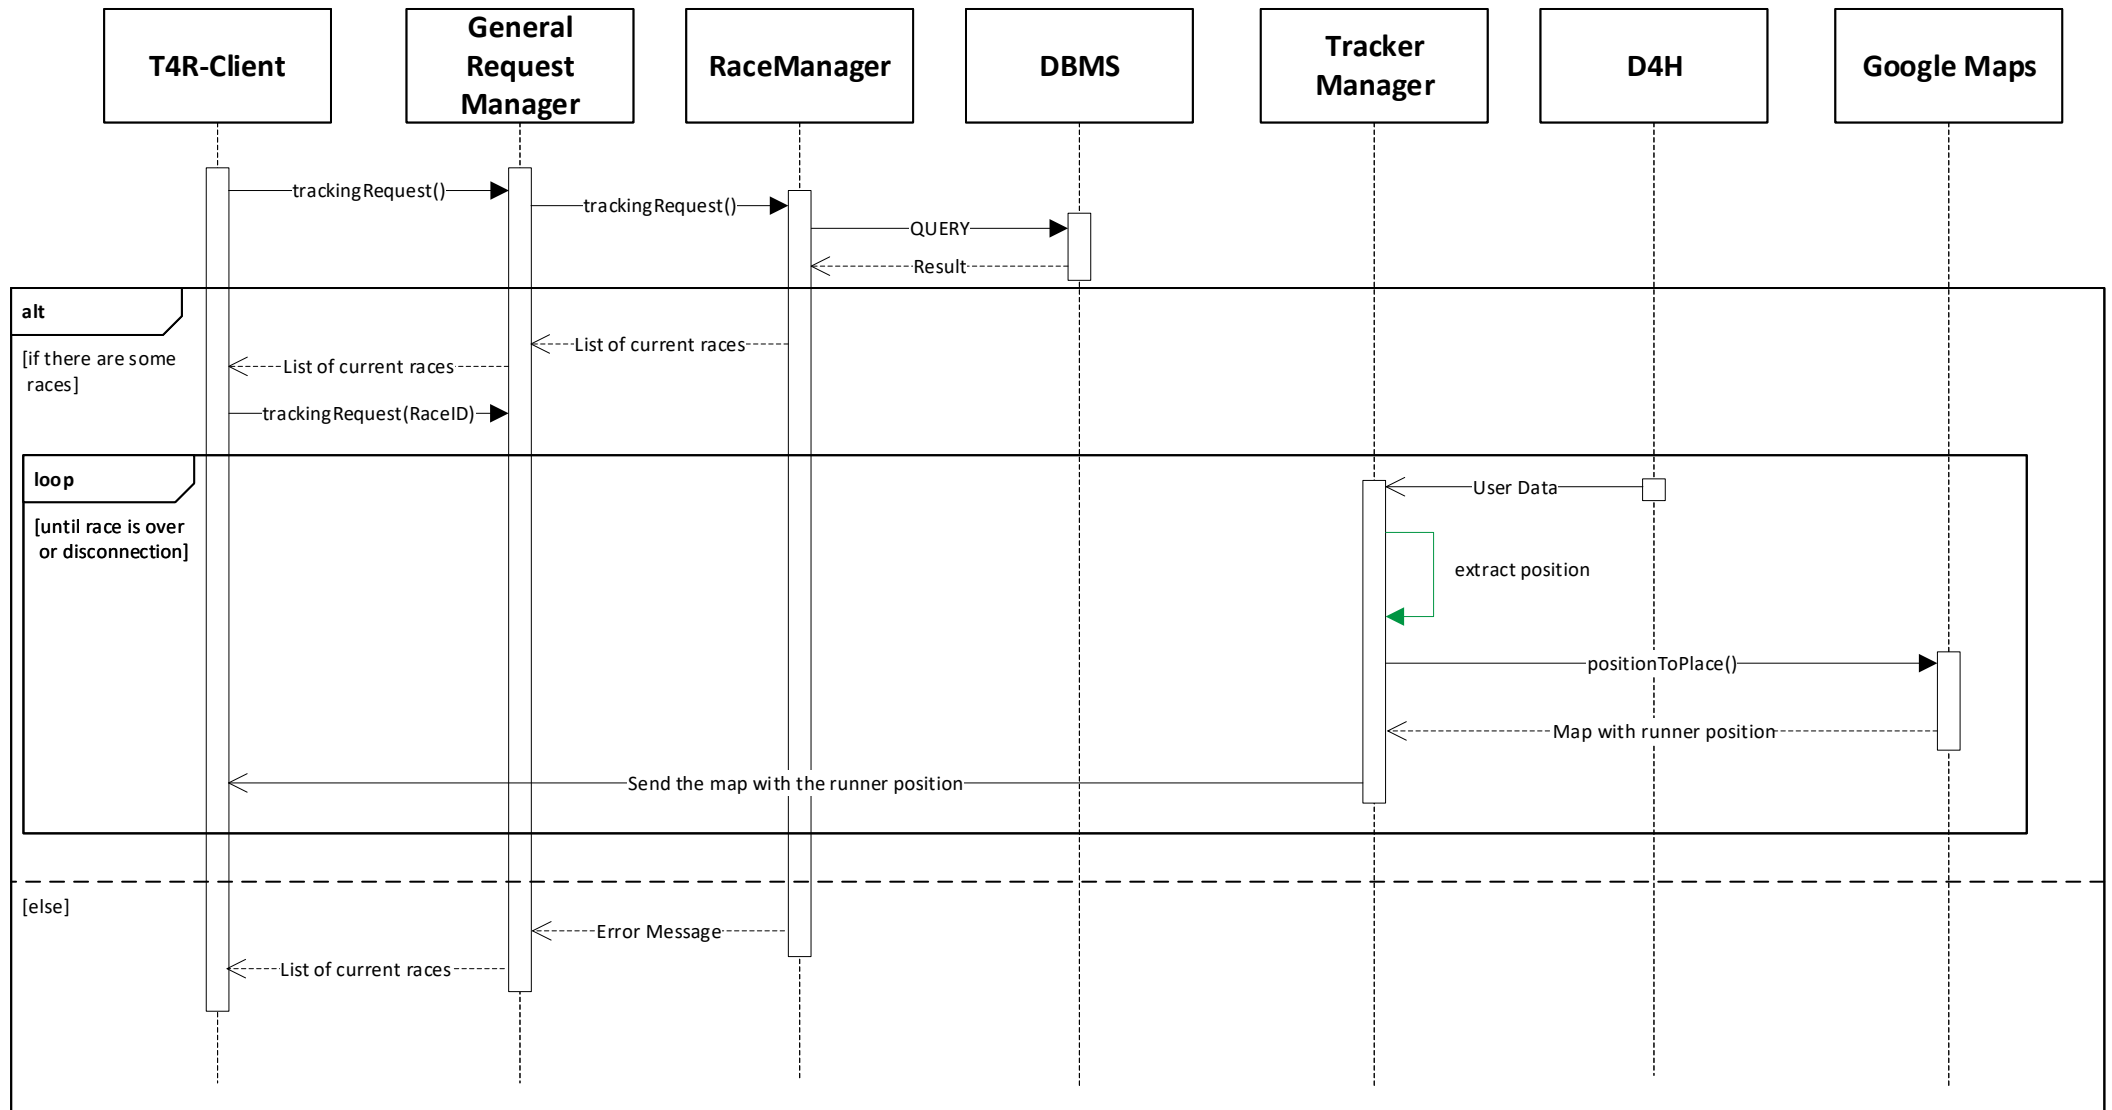 T4R-Client
General
Request
Manager
RaceManager
DBMS
Tracker
Manager
D4H
Google Maps
trackingRequest()
trackingRequest()
QUERY
Result
alt
[if there are some
races]
List of current races
List of current races
trackingRequest(RaceID)
loop
[until race is over
or disconnection]
User Data
extract position
positionToPlace()
Map with runner position
Send the map with the runner position
[else]
Error Message
List of current races